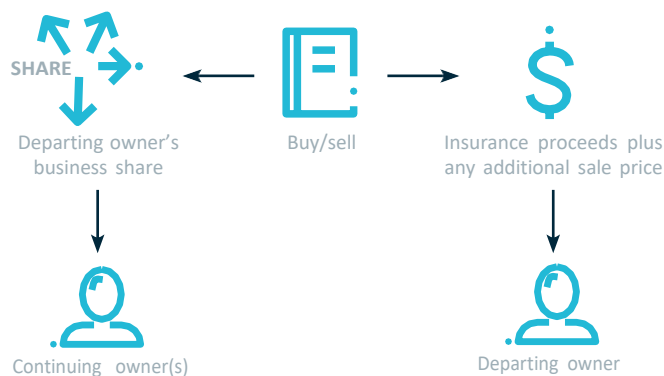 SHARE
Departing owner's
business share
Buy/sell
Insurance proceeds plus
any additional sale price
Continuing owner(s)
Departing owner